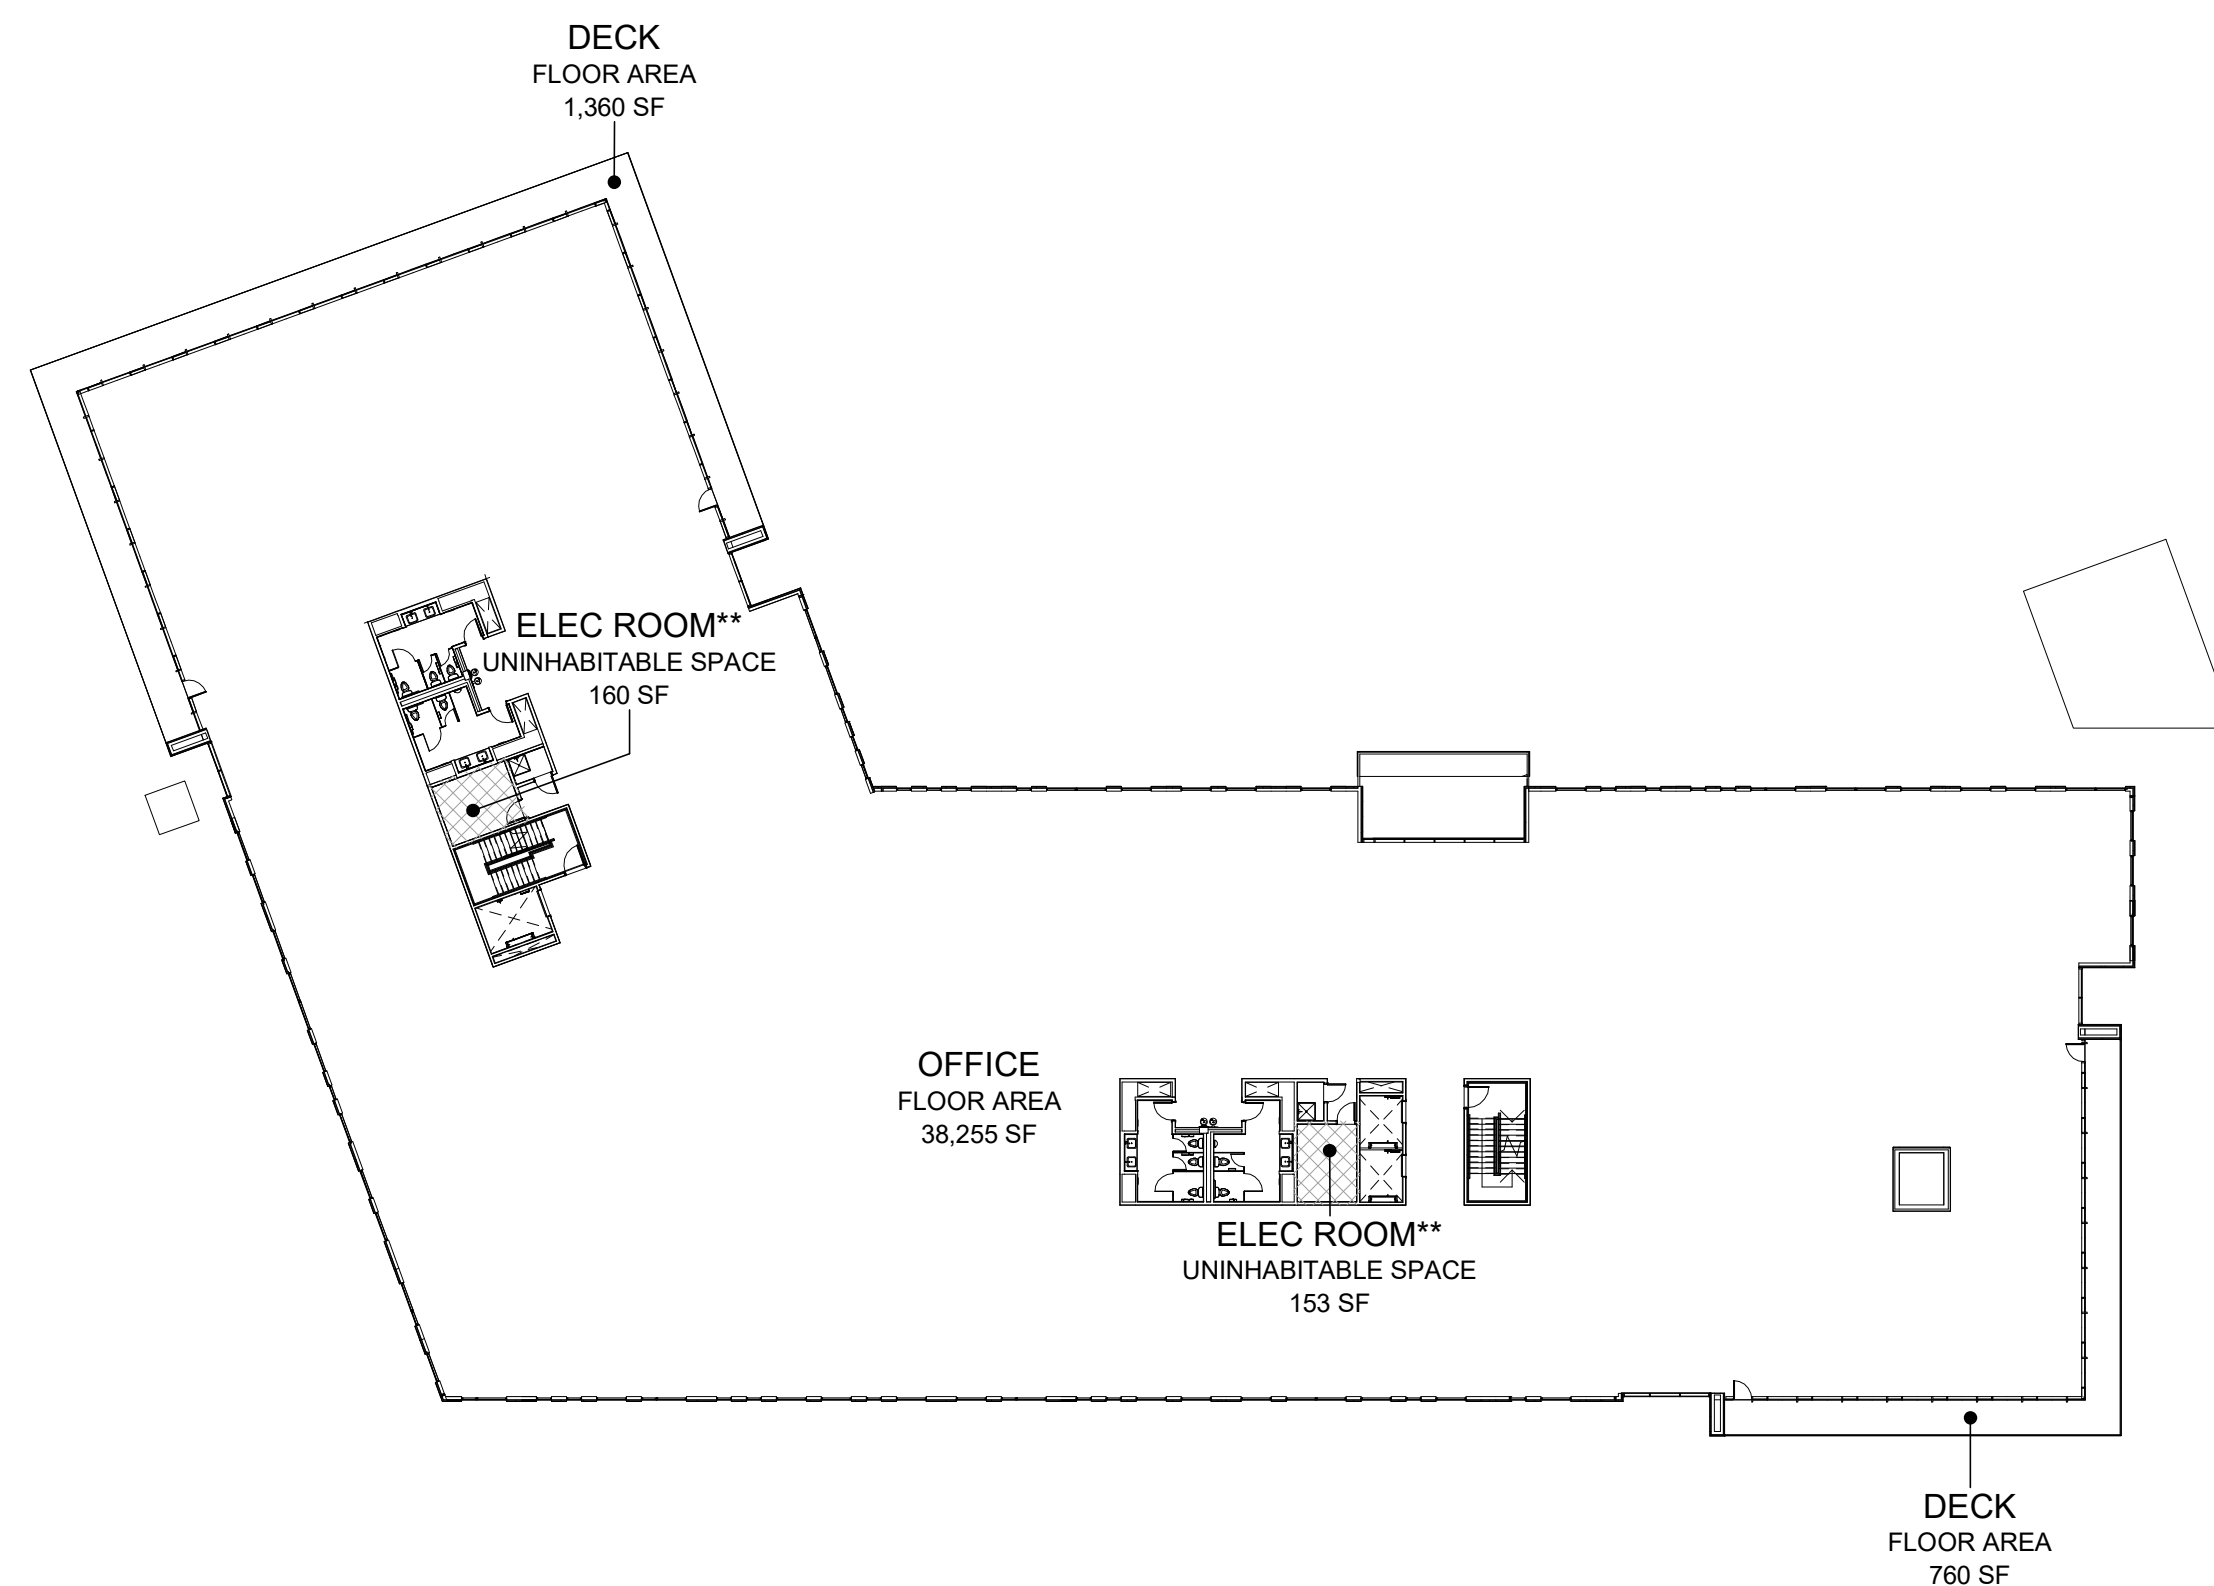 DECK
FLOOR AREA
1,360 SF
ELEC ROOM**
UNINHABITABLE SPACE
160 SF
OFFICE
FLOOR AREA
38,255 SF
ELEC ROOM**
UNINHABITABLE SPACE
153 SF
DECK
FLOOR AREA
760 SF